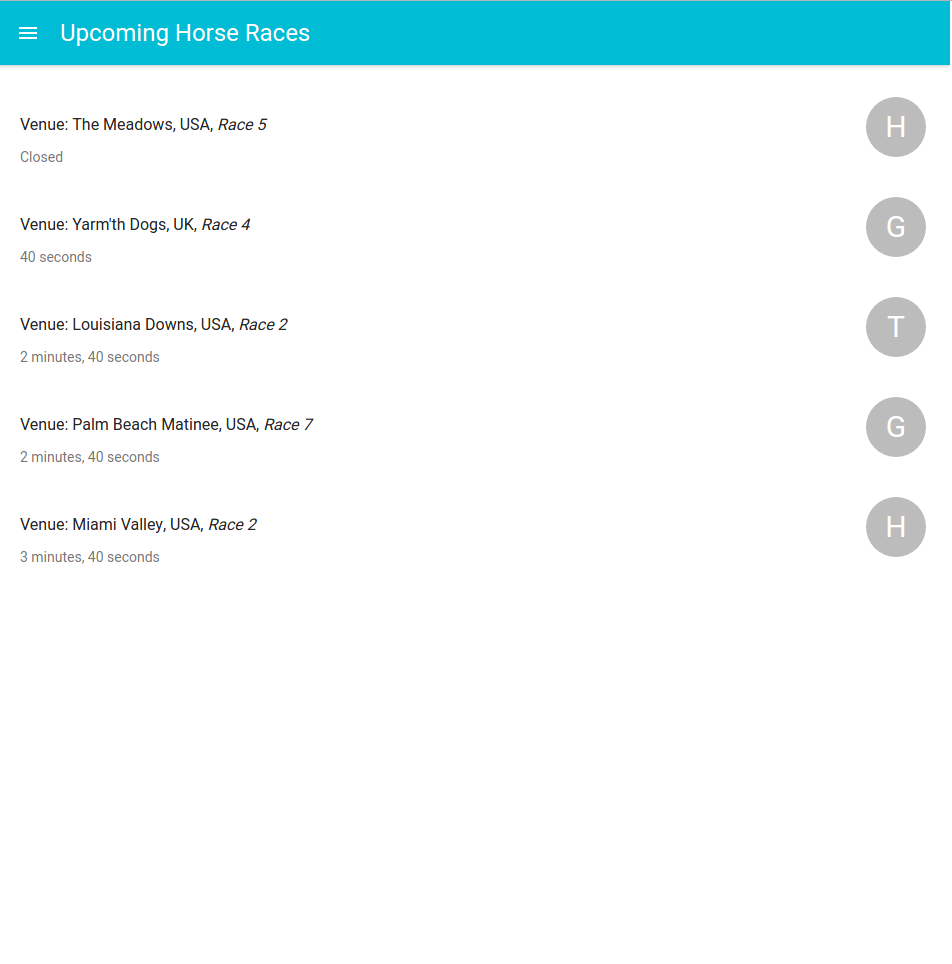 Upcoming Horse Races
Venue: The Meadows, USA, Race 5
H
Closed
Venue: Yarm'th Dogs, UK, Race 4
G
40 seconds
Venue: Louisiana Downs, USA, Race 2
T
2 minutes, 40 seconds
Venue: Palm Beach Matinee, USA, Race 7
G
2 minutes, 40 seconds
Venue: Miami Valley, USA, Race 2
H
3 minutes, 40 seconds